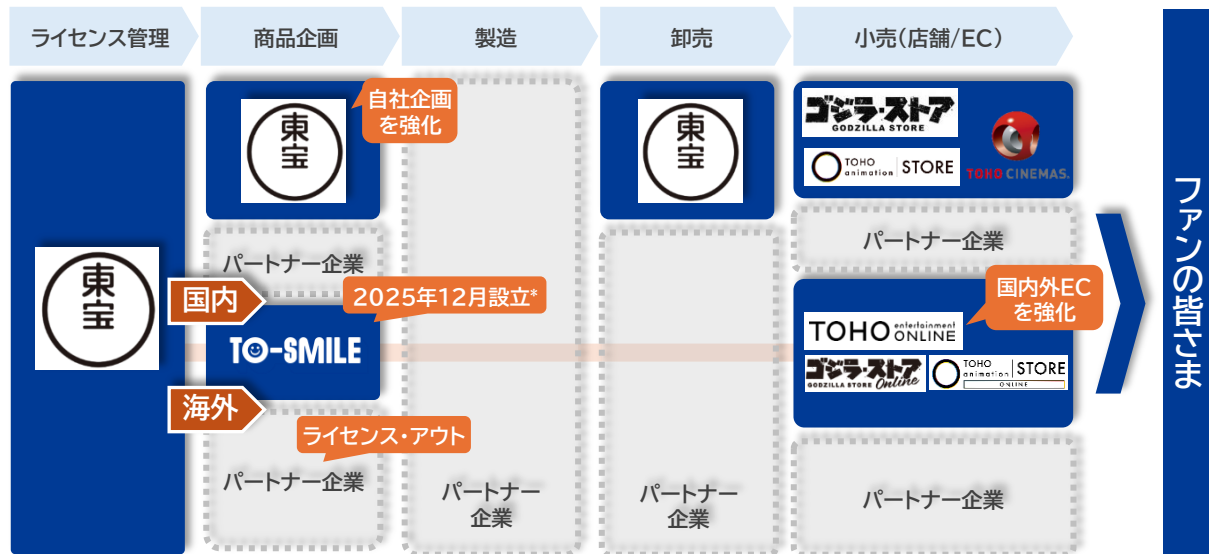 ライセンス管理
商品企画
製造
卸売
小売(店舗/EC)
東宝
東宝
自社企画
を強化
パートナー企業
国内
2025年12月設立*
TO-SMILE
海外
ライセンス・アウト
パートナー企業
パートナー
企業
東宝
パートナー
企業
ゴジラ・ストア
GODZILLA STORE
TOHO
animation
STORE
TOHO CINEMAS.
パートナー企業
国内外EC
を強化
TOHO entertainment
ONLINE
ゴジラ・ストア
GODZILLA STORE Online
TOHO
animation
STORE
ONLINE
パートナー企業
ファンの皆さま